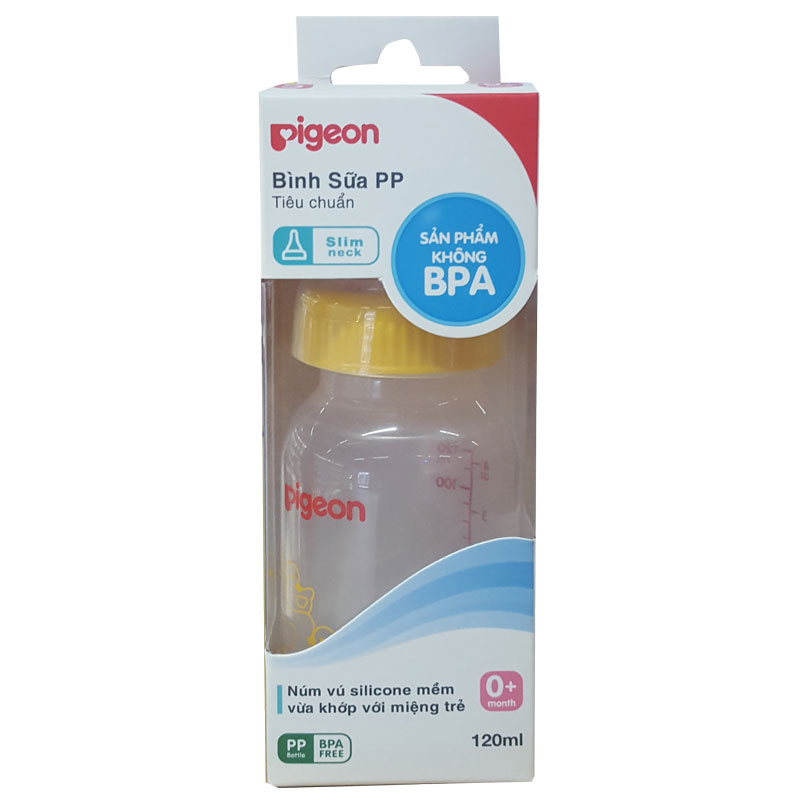 Pigeon
Bình Sữa PP
Tiêu chuẩn
Slim
neck
SẢN PHẨM
KHÔNG
BPA
120
100
Pigeon
Núm vú silicone mềm
vừa khớp với miệng trẻ
0+
month
PP
Bottle
BPA
FREE
120ml